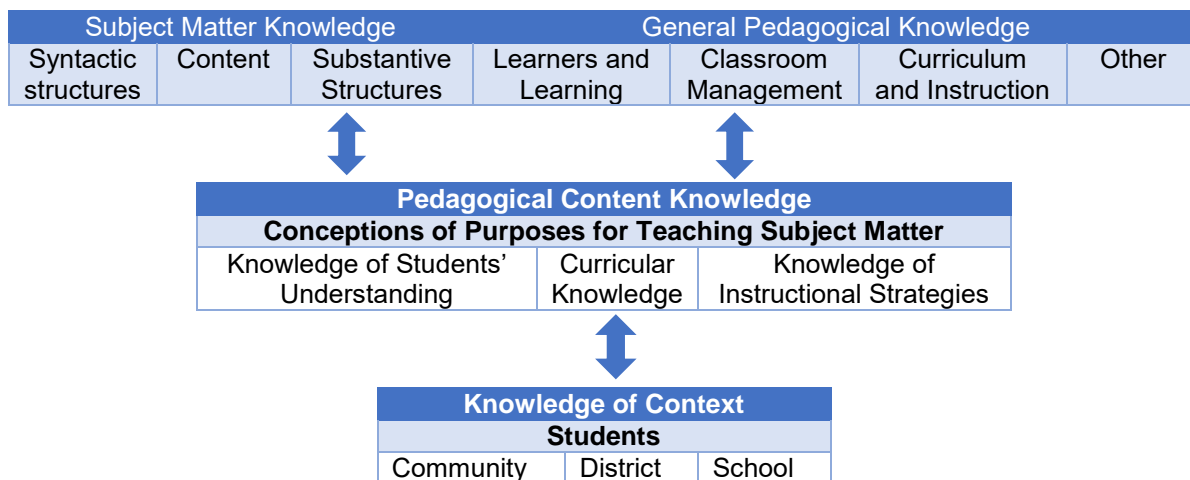 Subject Matter Knowledge General Pedagogical Knowledge
Syntactic structures Content Substantive Structures Learners and Learning Classroom Management Curriculum and Instruction Other
Pedagogical Content Knowledge
Conceptions of Purposes for Teaching Subject Matter
Knowledge of Students’ Understanding Curricular Knowledge Knowledge of Instructional Strategies
Knowledge of Context
Students
Community District School